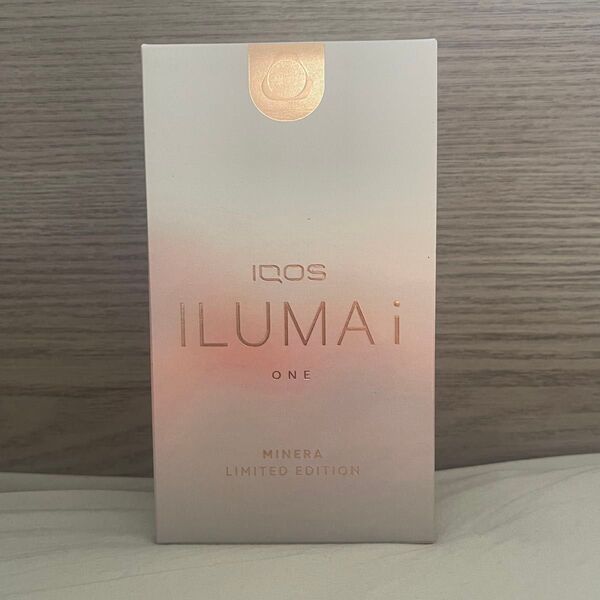 IQOS
ILUMA i
ONE
MINERA
LIMITED EDITION